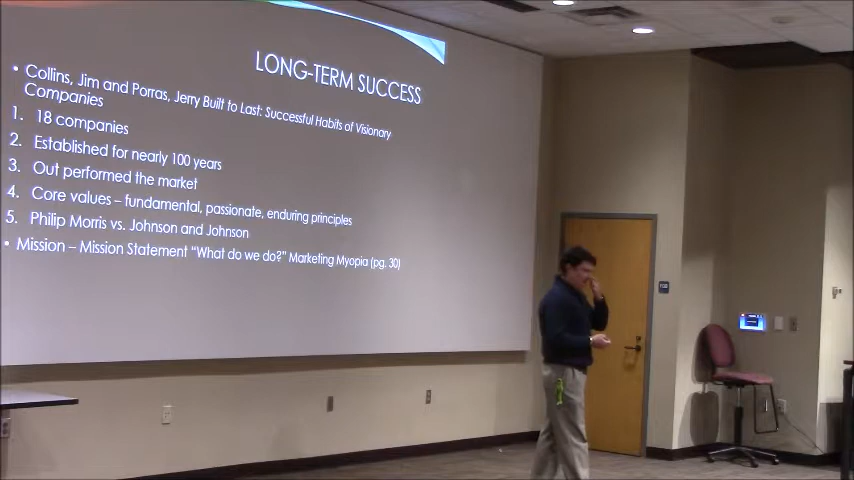 LONG-TERM SUCCESS
• Collins, Jim and Porras, Jerry Built to Last: Successful Habits of Visionary
Companies
1. 18 companies
2. Established for nearly 100 years
3. Out performed the market
4. Core values – fundamental, passionate, enduring principles
5. Philip Morris vs. Johnson and Johnson
• Mission – Mission Statement "What do we do?" Marketing Myopia (pg. 30)